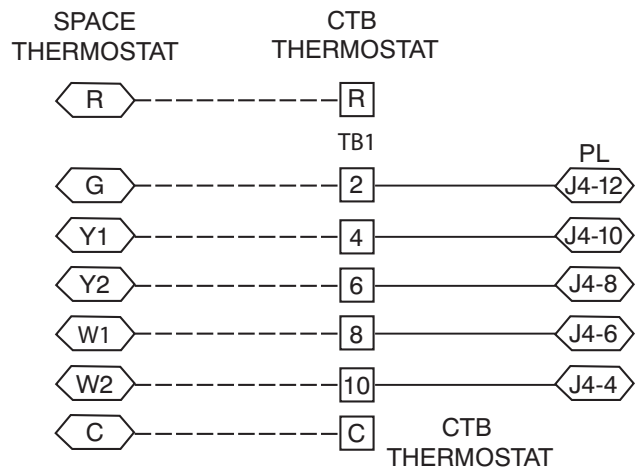 SPACE THERMOSTAT
CTB THERMOSTAT
R R
TB1
PL
G 2 J4-12
Y1 4 J4-10
Y2 6 J4-8
W1 8 J4-6
W2 10 J4-4
C C
CTB THERMOSTAT